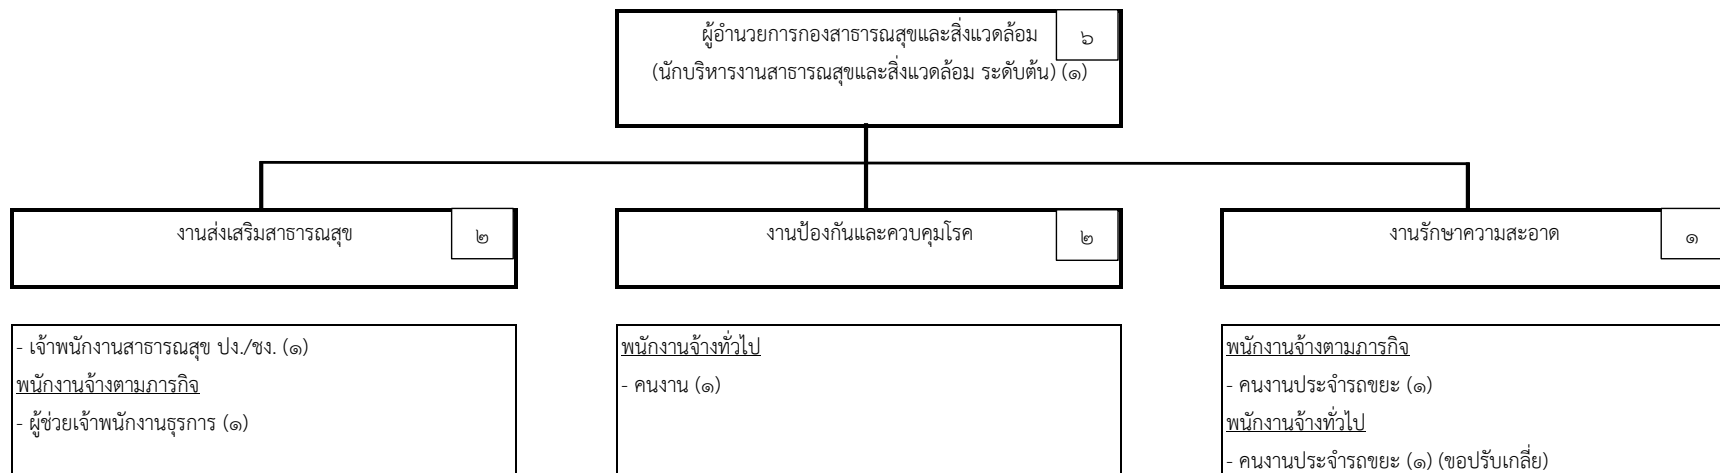 ผู้อำนวยการกองสาธารณสุขและสิ่งแวดล้อม
๖
(นักบริหารงานสาธารณสุขและสิ่งแวดล้อม ระดับต้น) (๑)
งานส่งเสริมสาธารณสุข
๒
งานป้องกันและควบคุมโรค
๒
งานรักษาความสะอาด
๑
- เจ้าพนักงานสาธารณสุข ปง./ชง. (๑)
พนักงานจ้างตามภารกิจ
- ผู้ช่วยเจ้าพนักงานธุรการ (๑)
พนักงานจ้างทั่วไป
- คนงาน (๑)
พนักงานจ้างตามภารกิจ
- คนงานประจำรถขยะ (๑)
พนักงานจ้างทั่วไป
- คนงานประจำรถขยะ (๑) (ขอปรับเกลี่ย)